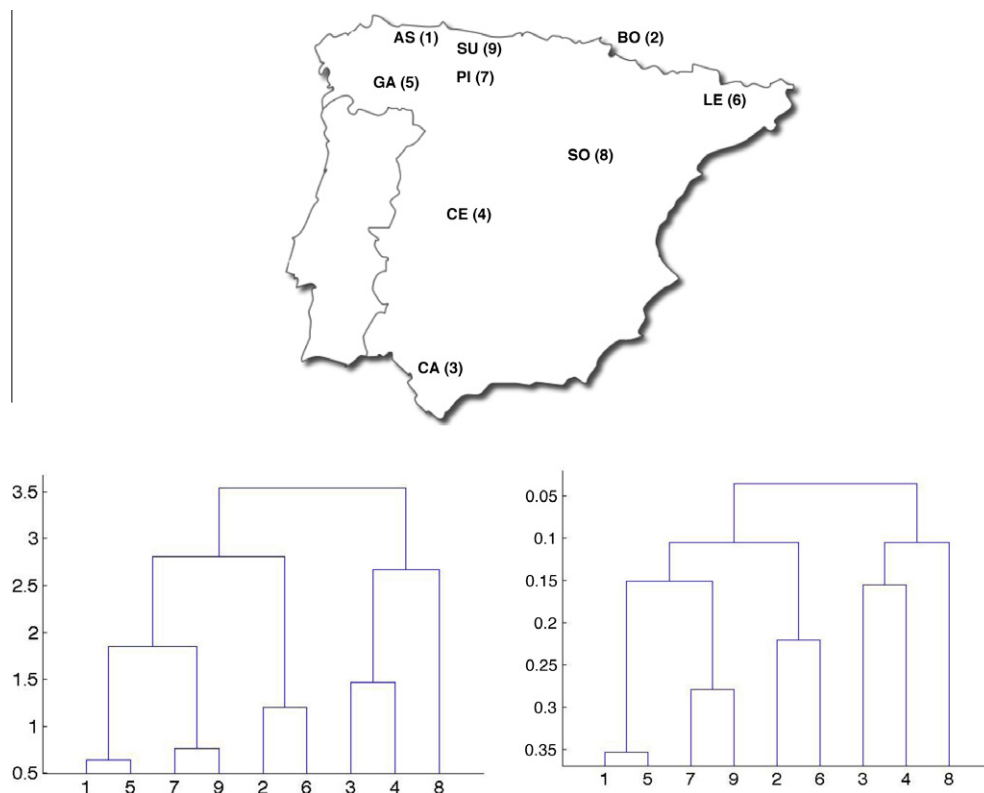 AS (1)
SU (9)
BO (2)
GA (5)
PI (7)
LE (6)
SO (8)
CE (4)
CA (3)
3.5
3
2.5
2
1.5
1
0.5
1 5 7 9 2 6 3 4 8
0.05
0.1
0.15
0.2
0.25
0.3
0.35
1 5 7 9 2 6 3 4 8